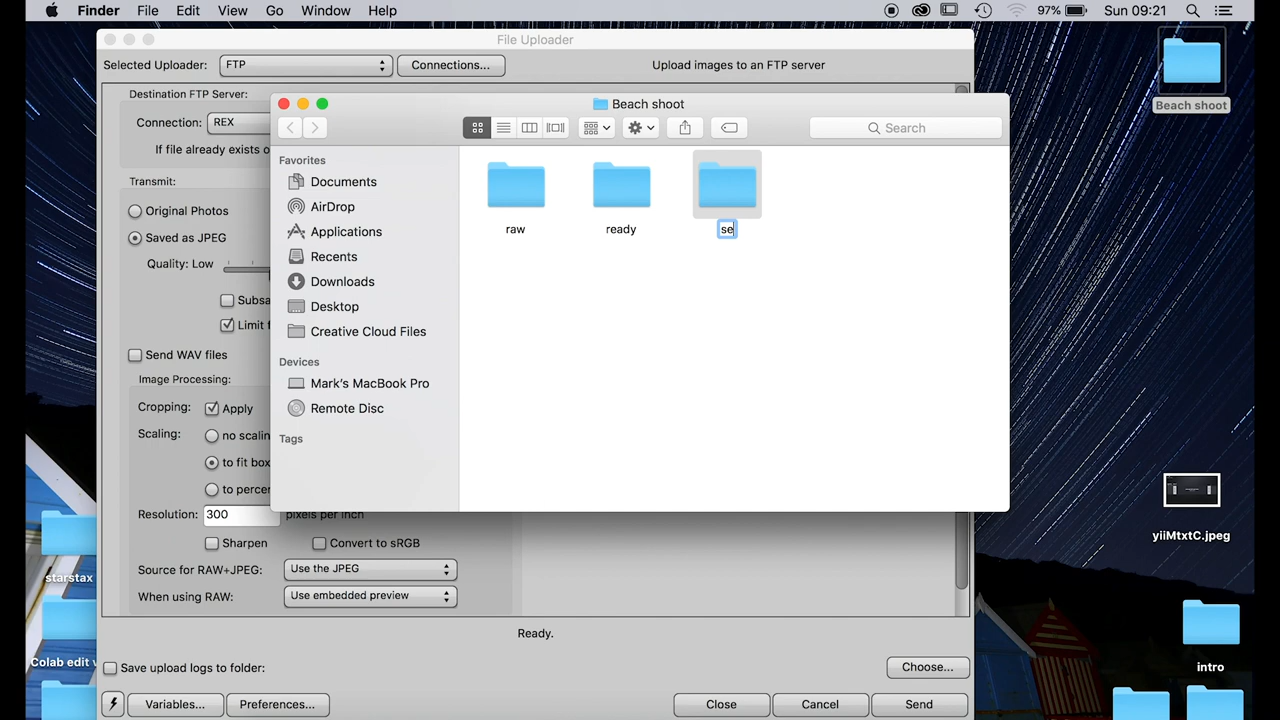 Finder File Edit View Go Window Help 97% Sun 09:21
File Uploader
Selected Uploader: FTP Connections... Upload images to an FTP server
Destination FTP Server:
Connection: REX
If file already exists o
Transmit:
Original Photos
Saved as JPEG
Quality: Low
Subsa
Limit f
Send WAV files
Image Processing:
Cropping: Apply
Scaling: no scalin
to fit box
to percen
Resolution: 300 pixels per inch
Sharpen Convert to sRGB
Source for RAW+JPEG: Use the JPEG
When using RAW: Use embedded preview
Ready.
Save upload logs to folder: Choose...
Variables... Preferences... Close Cancel Send
Beach shoot
Search
Favorites
Documents
AirDrop
Applications
Recents
Downloads
Desktop
Creative Cloud Files
Devices
Mark's MacBook Pro
Remote Disc
Tags
raw ready se
Beach shoot
yiiMtxtC.jpeg
intro
starstax
Colab edit v